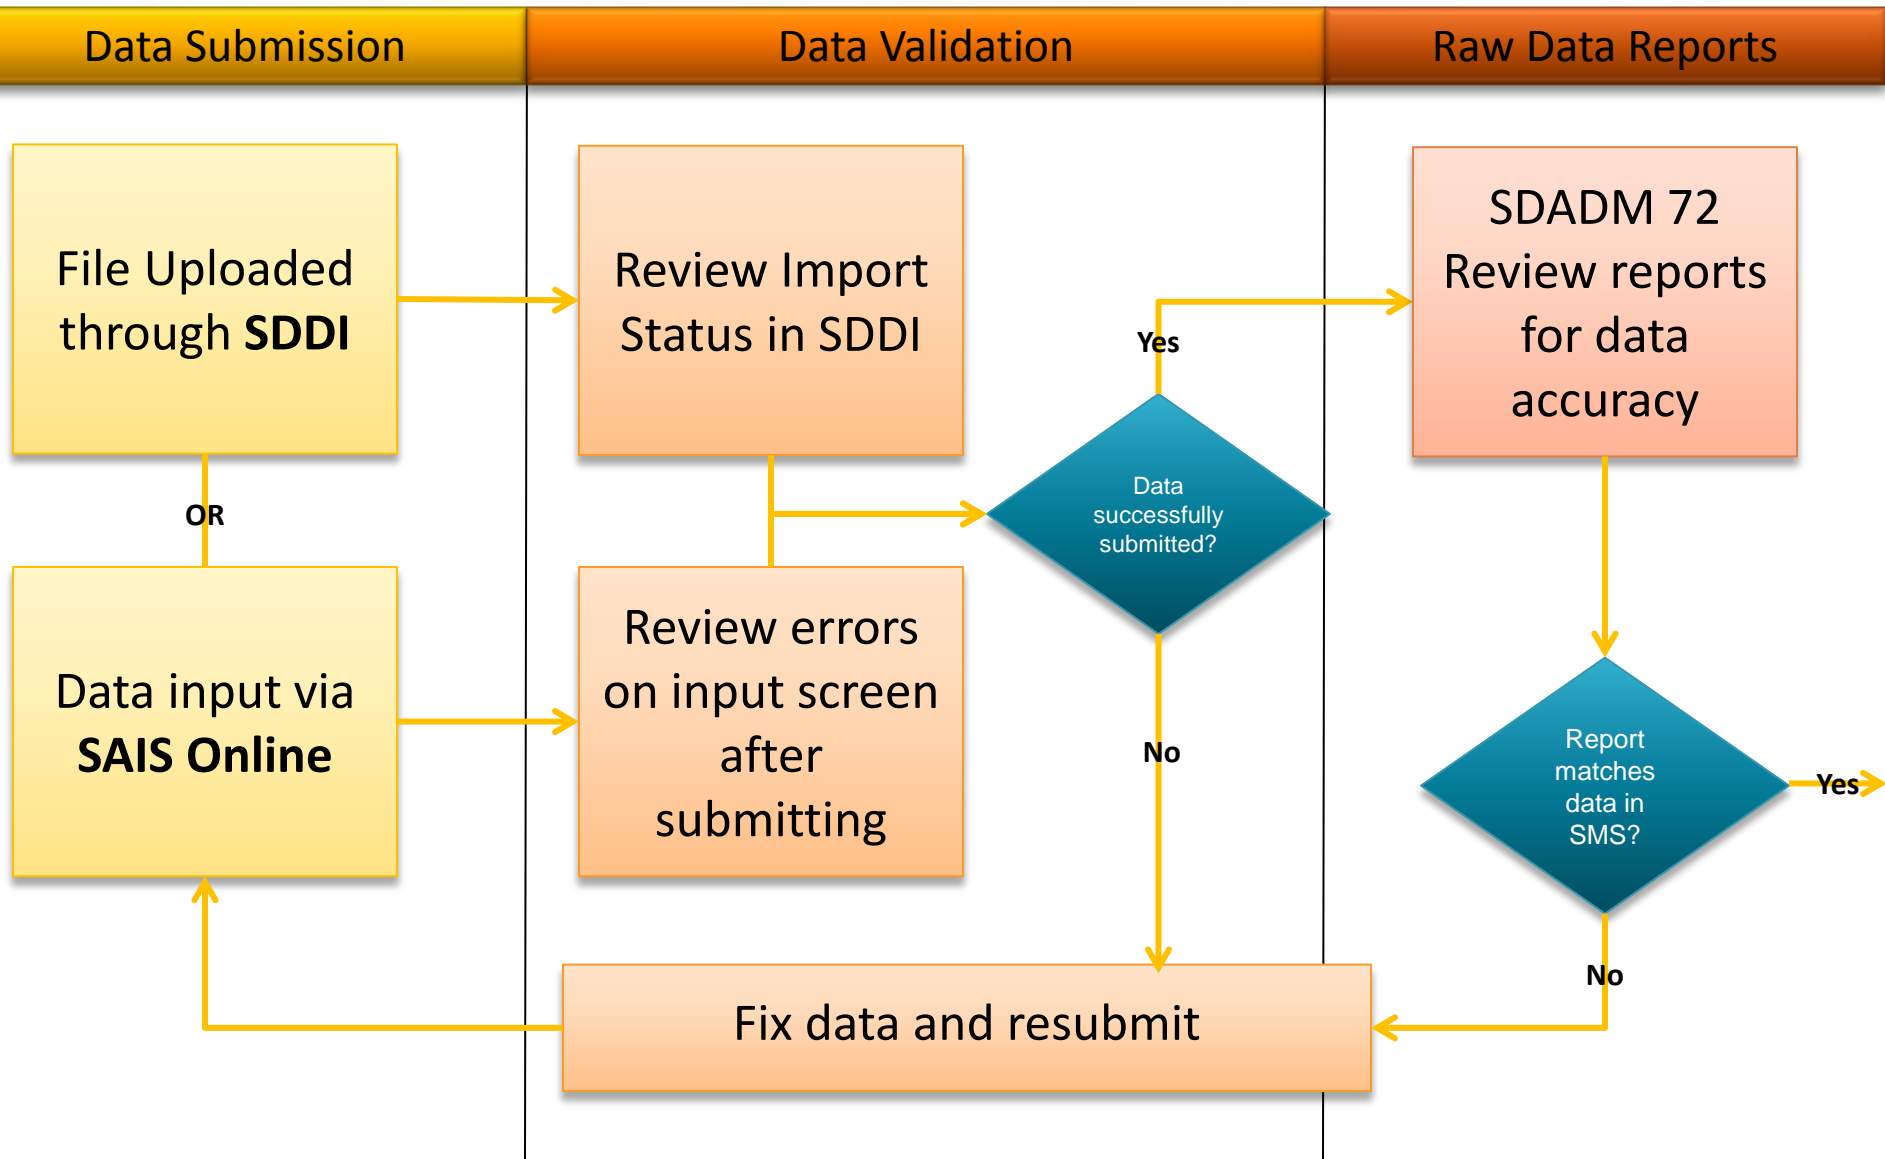 Data Submission
Data Validation
Raw Data Reports
File Uploaded
through SDDI
OR
Data input via
SAIS Online
Review Import
Status in SDDI
Review errors
on input screen
after
submitting
Yes
Data
successfully
submitted?
No
Fix data and resubmit
SDADM 72
Review reports
for data
accuracy
Report
matches
data in
SMS?
Yes
No